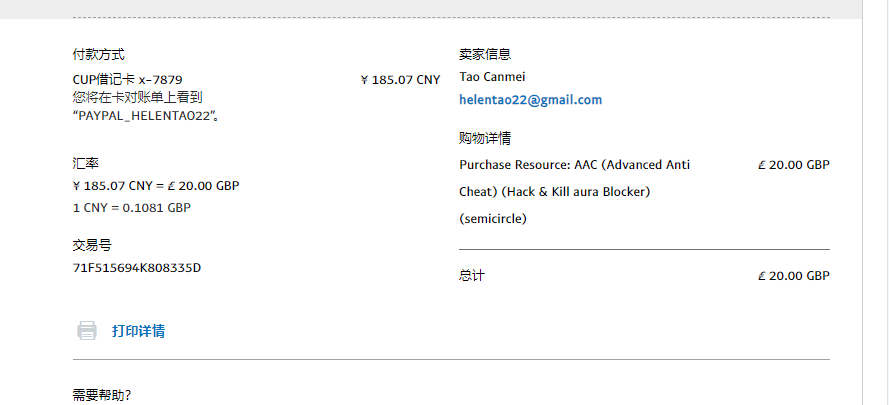 付款方式
CUP借记卡 x-7879 ¥ 185.07 CNY
您将在卡对账单上看到
“PAYPAL_HELENTAO22”。
汇率
¥ 185.07 CNY = £ 20.00 GBP
1 CNY = 0.1081 GBP
交易号
71F515694K808335D
打印详情
卖家信息
Tao Canmei
helentao22@gmail.com
购物详情
Purchase Resource: AAC (Advanced Anti £ 20.00 GBP
Cheat) (Hack & Kill aura Blocker)
(semicircle)
总计 £ 20.00 GBP
需要帮助?